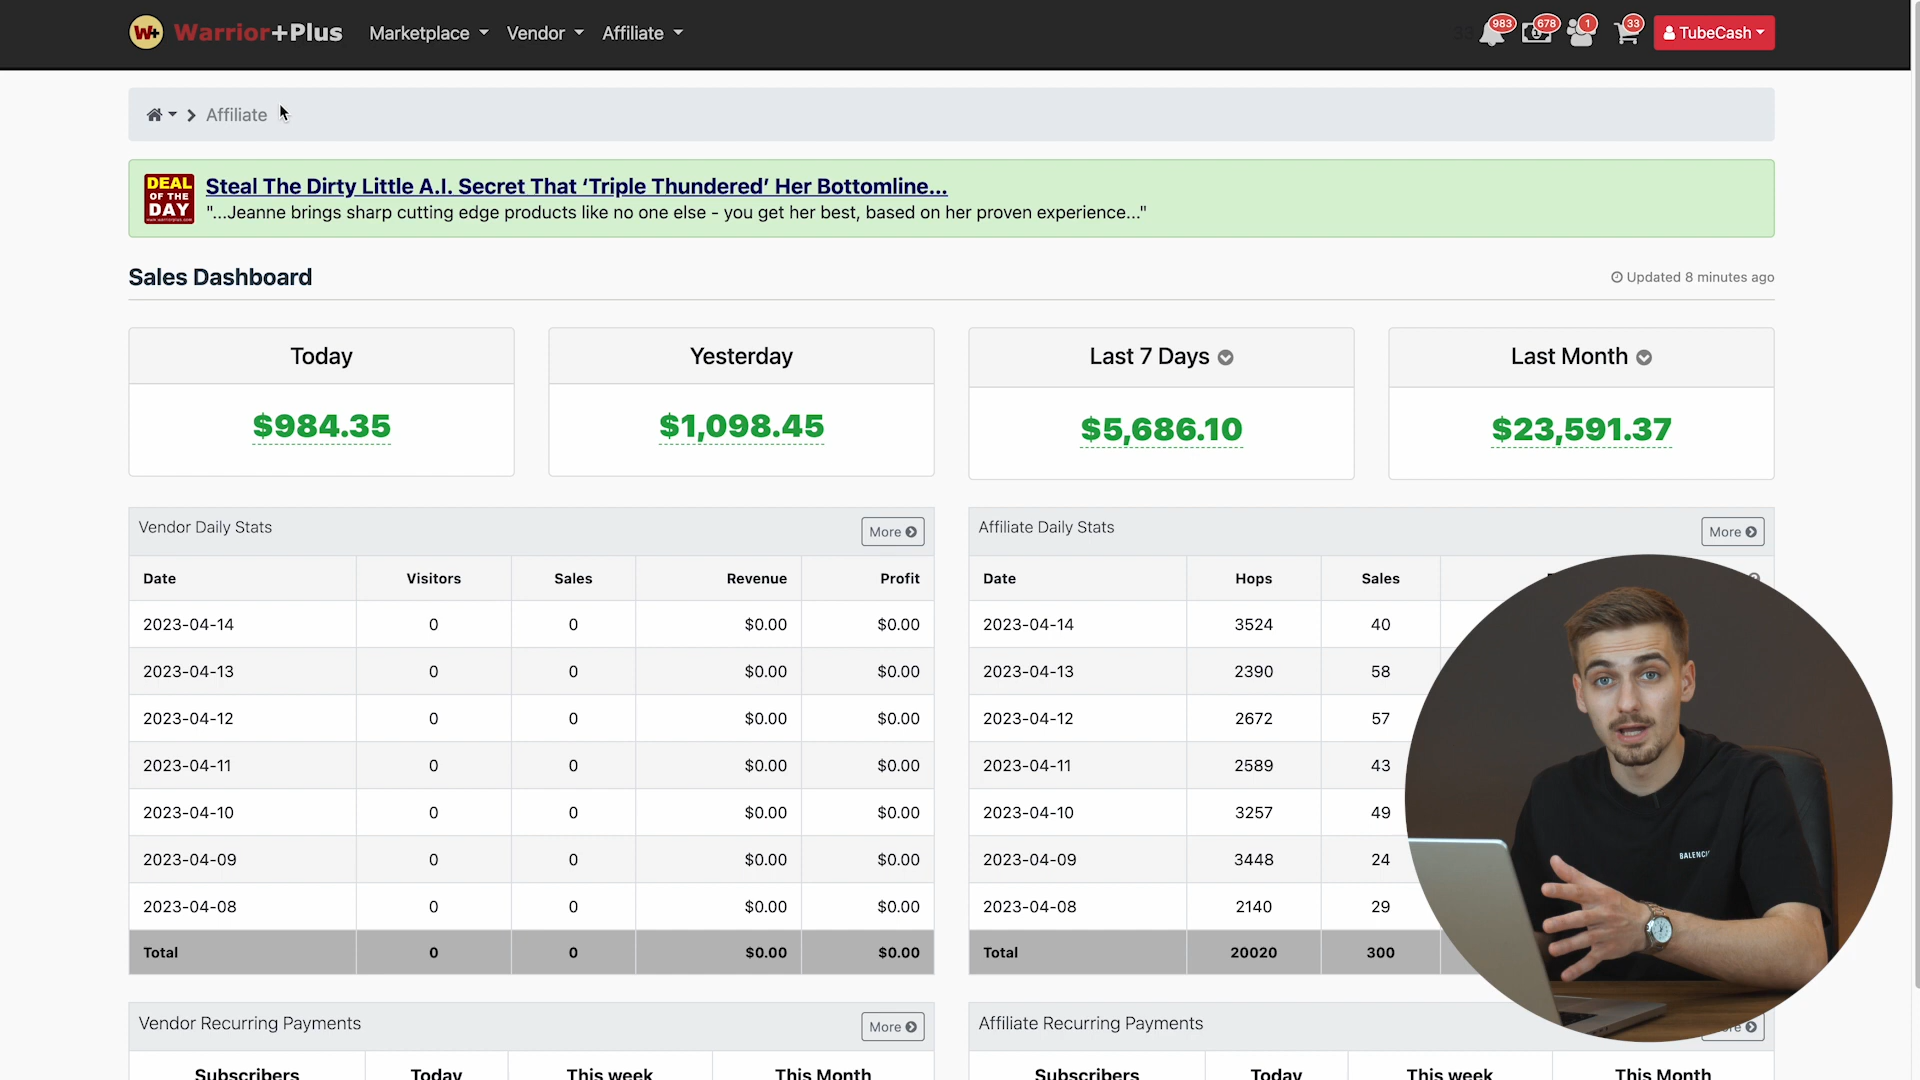 W+ Warrior+Plus Marketplace Vendor Affiliate 983 678 1 33 TubeCash
Affiliate
DEAL OF THE DAY
Steal The Dirty Little A.I. Secret That ‘Triple Thundered’ Her Bottomline...
"...Jeanne brings sharp cutting edge products like no one else - you get her best, based on her proven experience..."
Sales Dashboard Updated 8 minutes ago
Today Yesterday Last 7 Days Last Month
$984.35 $1,098.45 $5,686.10 $23,591.37
Vendor Daily Stats More
Date Visitors Sales Revenue Profit
2023-04-14 0 0 $0.00 $0.00
2023-04-13 0 0 $0.00 $0.00
2023-04-12 0 0 $0.00 $0.00
2023-04-11 0 0 $0.00 $0.00
2023-04-10 0 0 $0.00 $0.00
2023-04-09 0 0 $0.00 $0.00
2023-04-08 0 0 $0.00 $0.00
Total 0 0 $0.00 $0.00
Affiliate Daily Stats More
Date Hops Sales
2023-04-14 3524 40
2023-04-13 2390 58
2023-04-12 2672 57
2023-04-11 2589 43
2023-04-10 3257 49
2023-04-09 3448 24
2023-04-08 2140 29
Total 20020 300
Vendor Recurring Payments More
Subscribers Today This week This Month
Affiliate Recurring Payments
Subscribers Today This week This Month